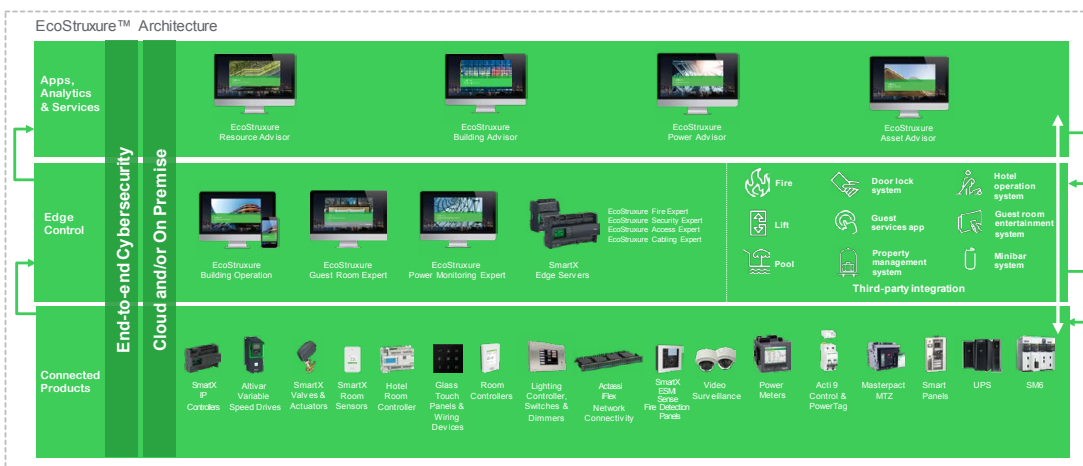 EcoStruxure™ Architecture
Apps,
Analytics
& Services
End-to-end Cybersecurity
Cloud and/or On Premise
EcoStruxure
Resource Advisor
EcoStruxure
Building Advisor
EcoStruxure
Power Advisor
EcoStruxure
Asset Advisor
Edge
Control
EcoStruxure
Building Operation
EcoStruxure
Guest Room Expert
EcoStruxure
Power Monitoring Expert
SmartX
Edge Servers
EcoStruxure Fire Expert
EcoStruxure Security Expert
EcoStruxure Access Expert
EcoStruxure Cabling Expert
Fire
Door lock
system
Hotel
operation
system
Lift
Guest
services app
Guest room
entertainment
system
Pool
Property
management
system
Minibar
system
Third-party integration
Connected
Products
SmartX
IP
Controllers
Altivar
Variable
Speed Drives
SmartX
Valves &
Actuators
SmartX
Room
Sensors
Hotel
Room
Controller
Glass
Touch
Panels &
Wiring
Devices
Room
Controllers
Lighting
Controller,
Switches &
Dimmers
Actassi
iFlex
Network
Connectivity
SmartX
ESMI
Sense
Fire Detection
Panels
Video
Surveillance
Power
Meters
Acti 9
Control &
PowerTag
Masterpact
MTZ
Smart
Panels
UPS
SM6